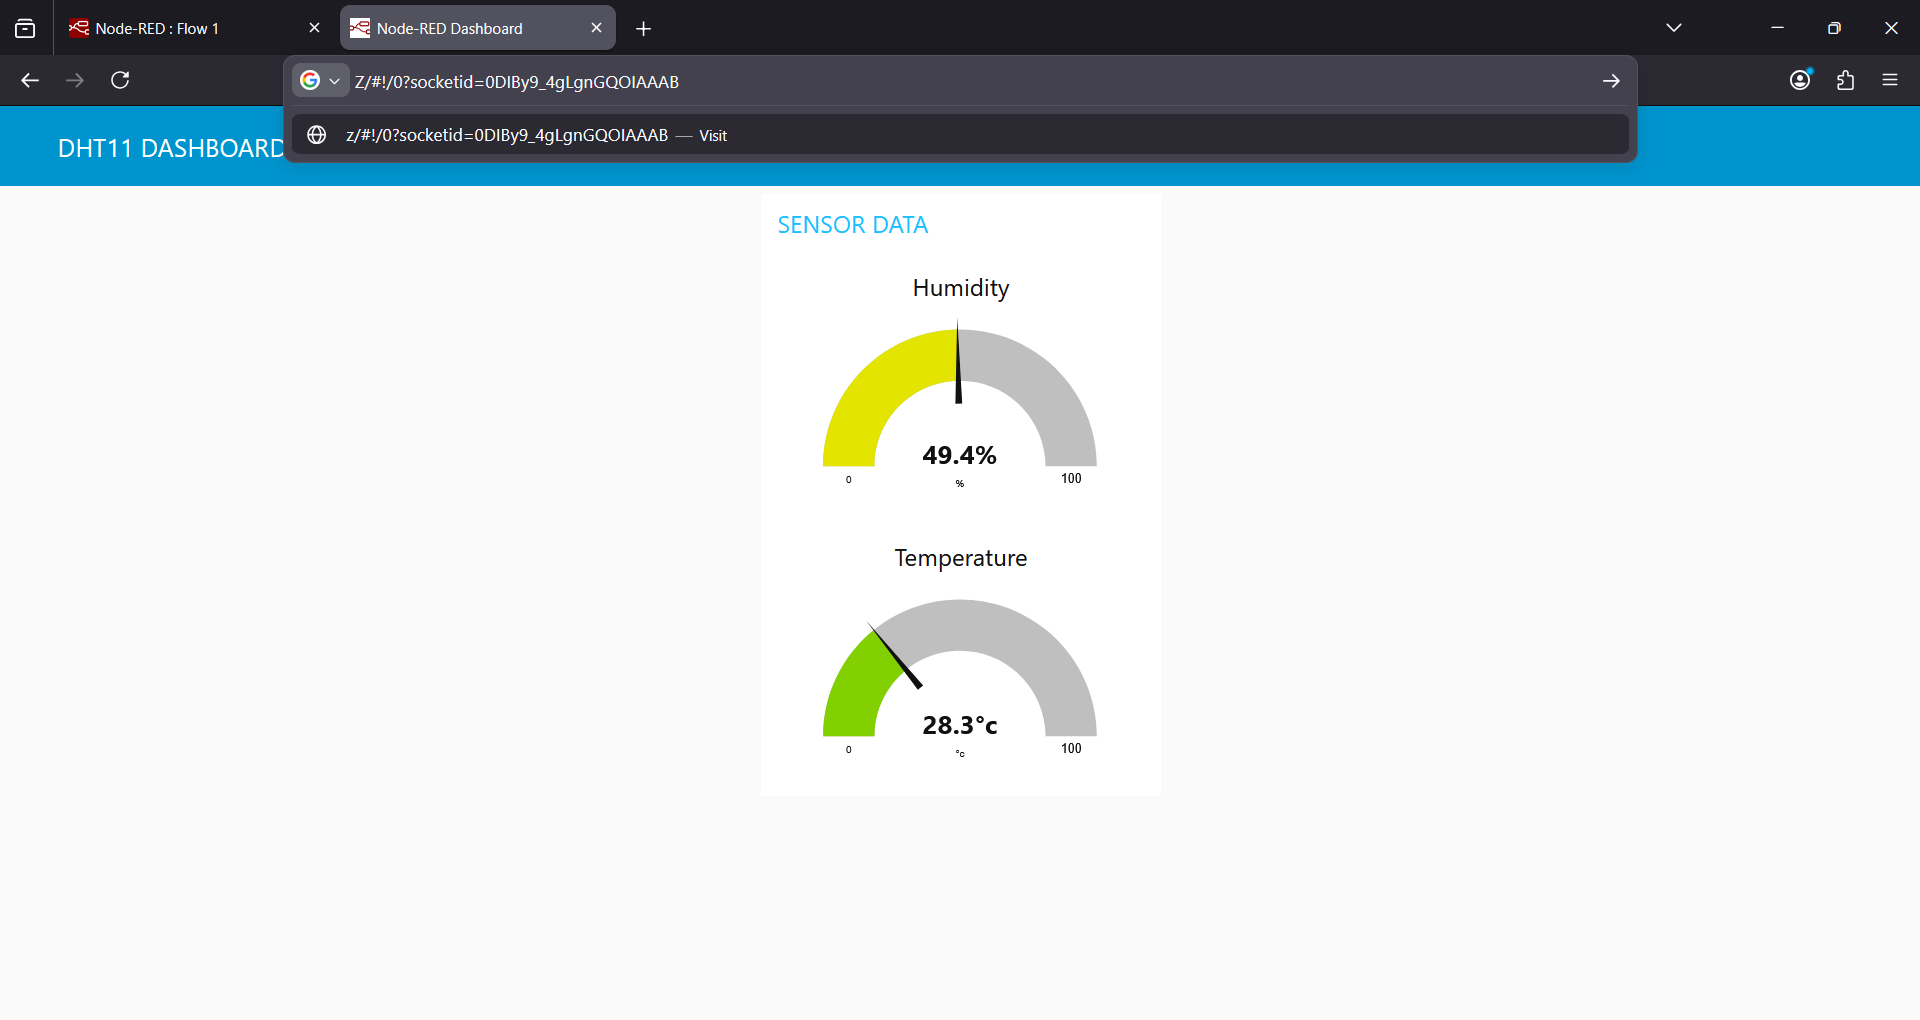 Node-RED : Flow 1
Node-RED Dashboard
Z/#!/0?socketid=0DIBy9_4gLgnGQOIAAAB
z/#!/0?socketid=0DIBy9_4gLgnGQOIAAAB — Visit
DHT11 DASHBOARD
SENSOR DATA
Humidity
49.4%
0
%
100
Temperature
28.3°c
0
°c
100